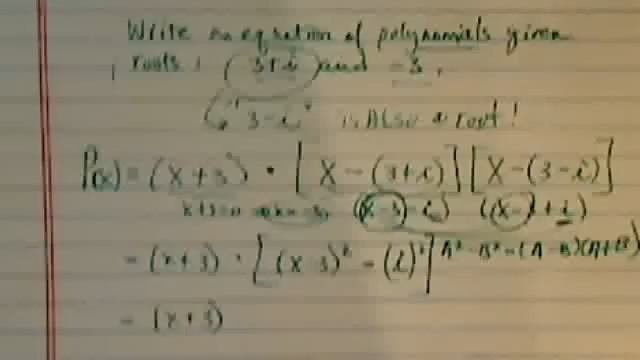 Write an equation of polynomials given
roots: (3+i) and -3.
"3-i" is Also a root!
P(x) = (x+3) · [X-(3+i)][X-(3-i)]
x+3=0 x=-3 (x-3)-i) (x-)+i)
= (x+3) · [(x-3)² - (i)²] A²-B²=(A-B)(A+B)
= (x+3)